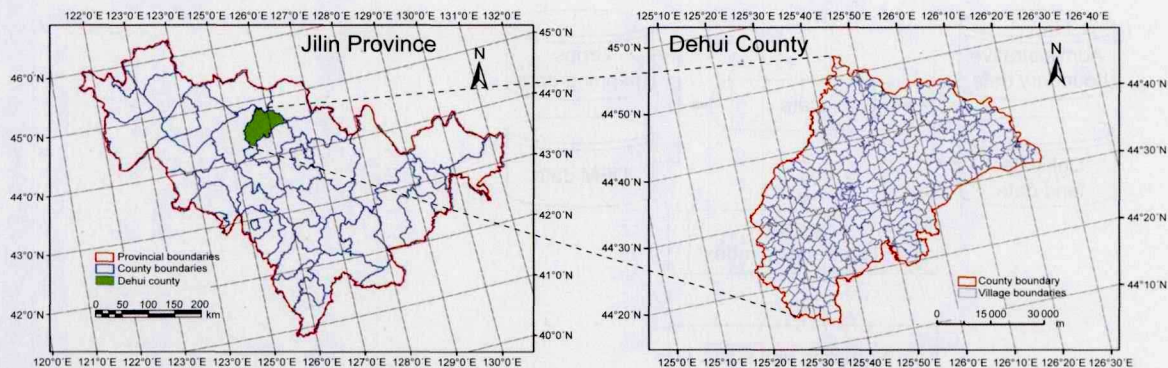 122°0´E 123°0´E 124°0´E 125°0´E 126°0´E 127°0´E 128°0´E 129°0´E 130°0´E
Jilin Province
N
45°0´N
44°0´N
43°0´N
42°0´N
41°0´N
40°0´N
46°0´N
45°0´N
44°0´N
43°0´N
42°0´N
Provincial boundaries
County boundaries
Dehui county
0 50 100 150 200
km
120°0´E 121°0´E 122°0´E 123°0´E 124°0´E 125°0´E 126°0´E 127°0´E 128°0´E 129°0´E 130°0´E
125°10´E 125°20´E 125°30´E 125°40´E 125°50´E 126°0´E 126°10´E 126°20´E 126°30´E 126°40´E
Dehui County
N
45°0´N
44°50´N
44°40´N
44°30´N
44°20´N
44°40´N
44°30´N
44°20´N
44°10´N
County boundary
Village boundaries
0 15000 30 000
m
125°0´E 125°10´E 125°20´E 125°30´E 125°40´E 125°50´E 126°0´E 126°10´E 126°20´E 126°30´E